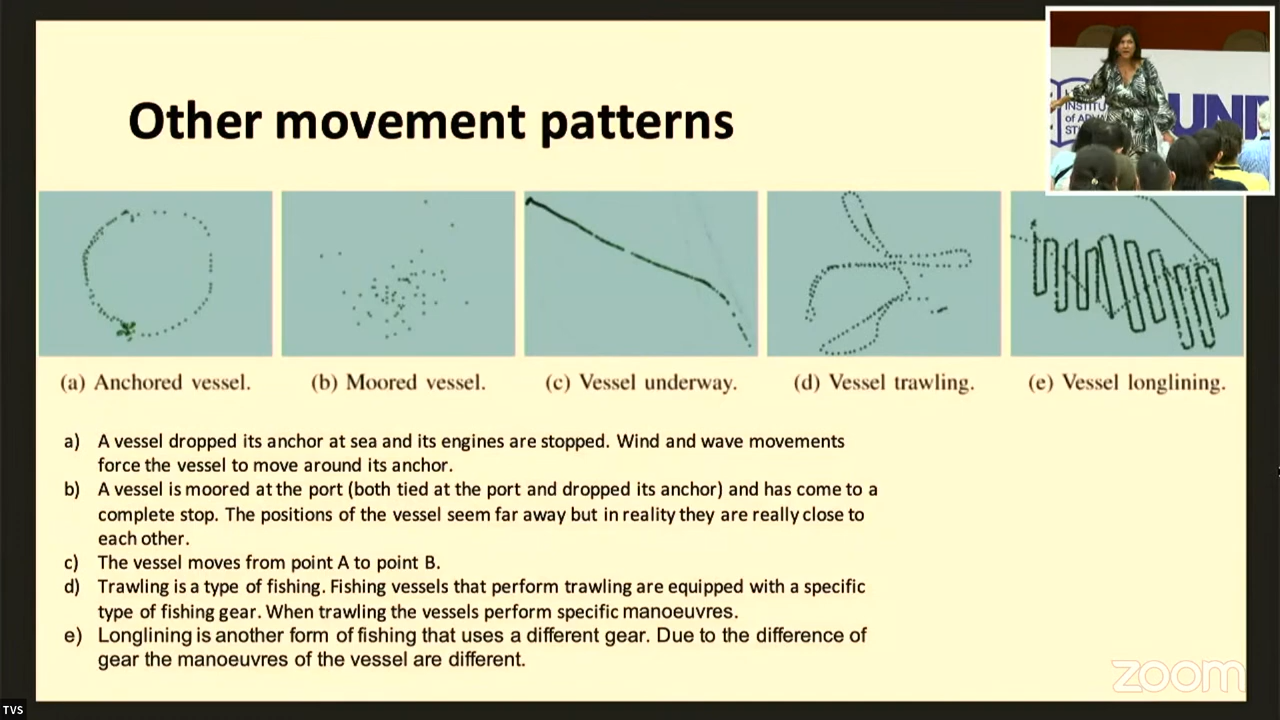 Other movement patterns
INSTITU
of ADVA
ST
UNI
(a) Anchored vessel.
(b) Moored vessel.
(c) Vessel underway.
(d) Vessel trawling.
(e) Vessel longlining.
a) A vessel dropped its anchor at sea and its engines are stopped. Wind and wave movements
force the vessel to move around its anchor.
b) A vessel is moored at the port (both tied at the port and dropped its anchor) and has come to a
complete stop. The positions of the vessel seem far away but in reality they are really close to
each other.
c) The vessel moves from point A to point B.
d) Trawling is a type of fishing. Fishing vessels that perform trawling are equipped with a specific
type of fishing gear. When trawling the vessels perform specific manoeuvres.
e) Longlining is another form of fishing that uses a different gear. Due to the difference of
gear the manoeuvres of the vessel are different.
zoom
TVS